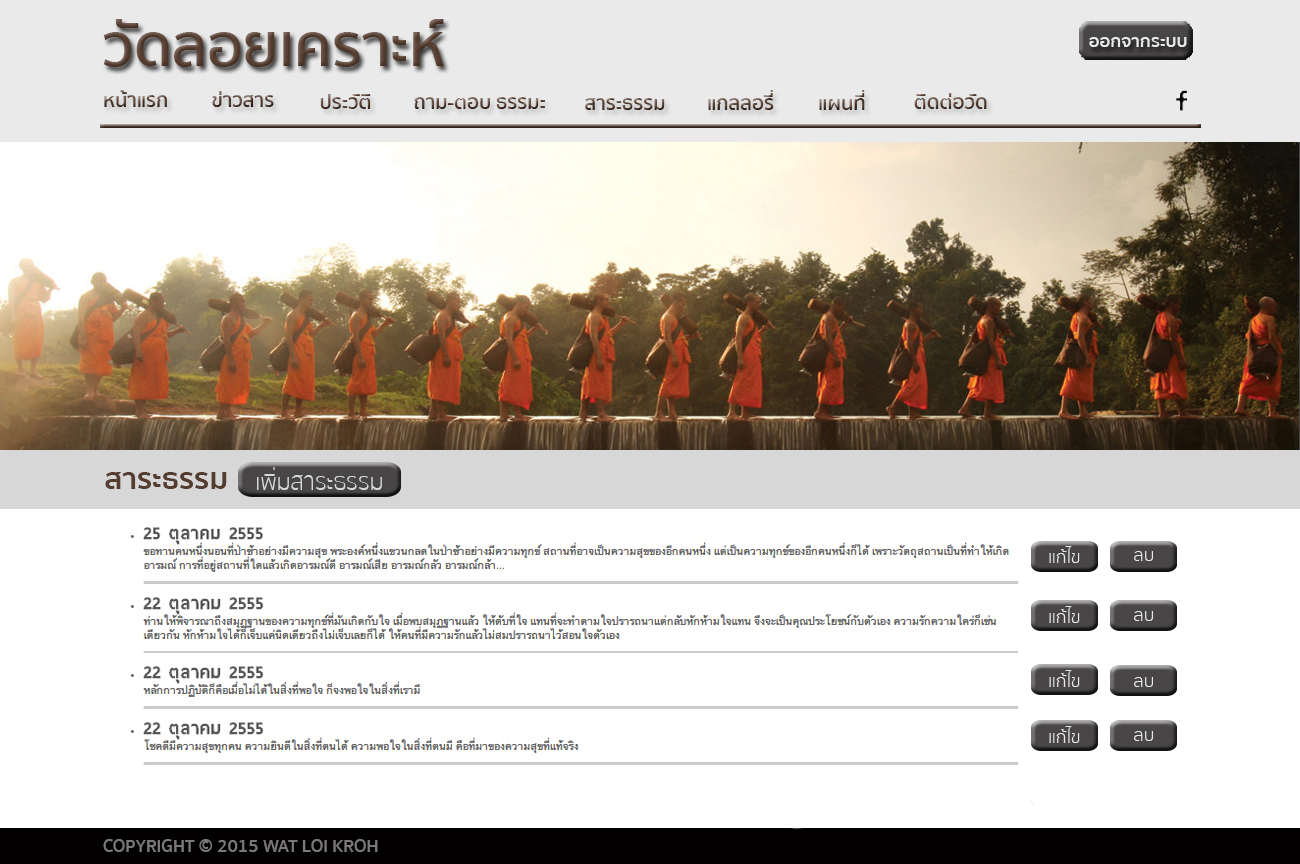 วัดลอยเคราะห์
ออกจากระบบ
หน้าแรก ข่าวสาร ประวัติ ถาม-ตอบ ธรรมะ สาระธรรม แกลลอรี่ แผนที่ ติดต่อวัด
สาระธรรม เพิ่มสาระธรรม
25 ตุลาคม 2555
ขอทานคนหนึ่งนอนที่ป่าช้าอย่างมีความสุข พระองค์หนึ่งแขวนกลดในป่าช้าอย่างมีความทุกข์ สถานที่อาจเป็นความสุขของอีกคนหนึ่ง แต่เป็นความทุกข์ของอีกคนหนึ่งก็ได้ เพราะวัตถุสถานเป็นที่ทำให้เกิด
อารมณ์ การที่อยู่สถานที่ใดแล้วเกิดอารมณ์ดี อารมณ์เสีย อารมณ์กลัว อารมณ์กล้า...
แก้ไข ลบ
22 ตุลาคม 2555
ท่านให้พิจารณาถึงสมุฏฐานของความทุกข์ที่มันเกิดกับใจ เมื่อพบสมุฏฐานแล้ว ให้ดับที่ใจ แทนที่จะทำตามใจปรารถนาแต่กลับหักห้ามใจแทน จึงจะเป็นคุณประโยชน์กับตัวเอง ความรักความใคร่ก็เช่น
เดียวกัน หักห้ามใจได้ก็เจ็บแค่นิดเดียวถึงไม่เจ็บเลยก็ได้ ให้คนที่มีความรักแล้วไม่สมปรารถนาไว้สอนใจตัวเอง
แก้ไข ลบ
22 ตุลาคม 2555
หลักการปฏิบัติก็คือเมื่อไม่ได้ในสิ่งที่พอใจ ก็จงพอใจในสิ่งที่เรามี
แก้ไข ลบ
22 ตุลาคม 2555
โชคดีมีความสุขทุกคน ความยินดีในสิ่งที่ตนได้ ความพอใจในสิ่งที่ตนมี คือที่มาของความสุขที่แท้จริง
แก้ไข ลบ
COPYRIGHT © 2015 WAT LOI KROH